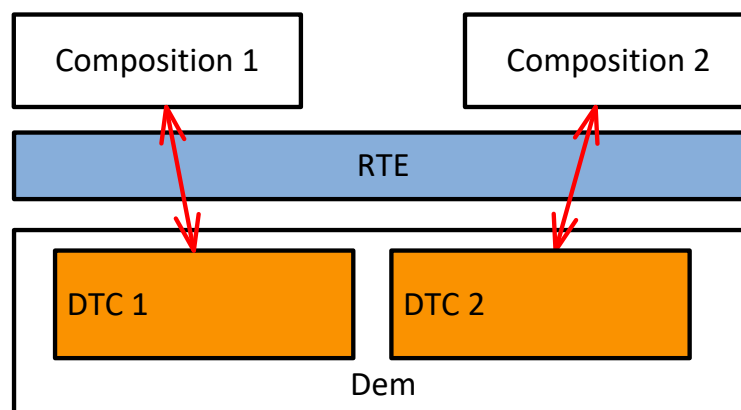 Composition 1
Composition 2
RTE
DTC 1
DTC 2
Dem